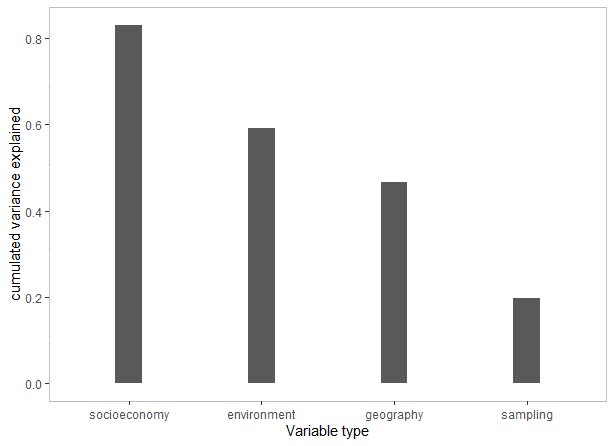 cumulated variance explained
0.8
0.6
0.4
0.2
0.0
socioeconomy environment geography sampling
Variable type